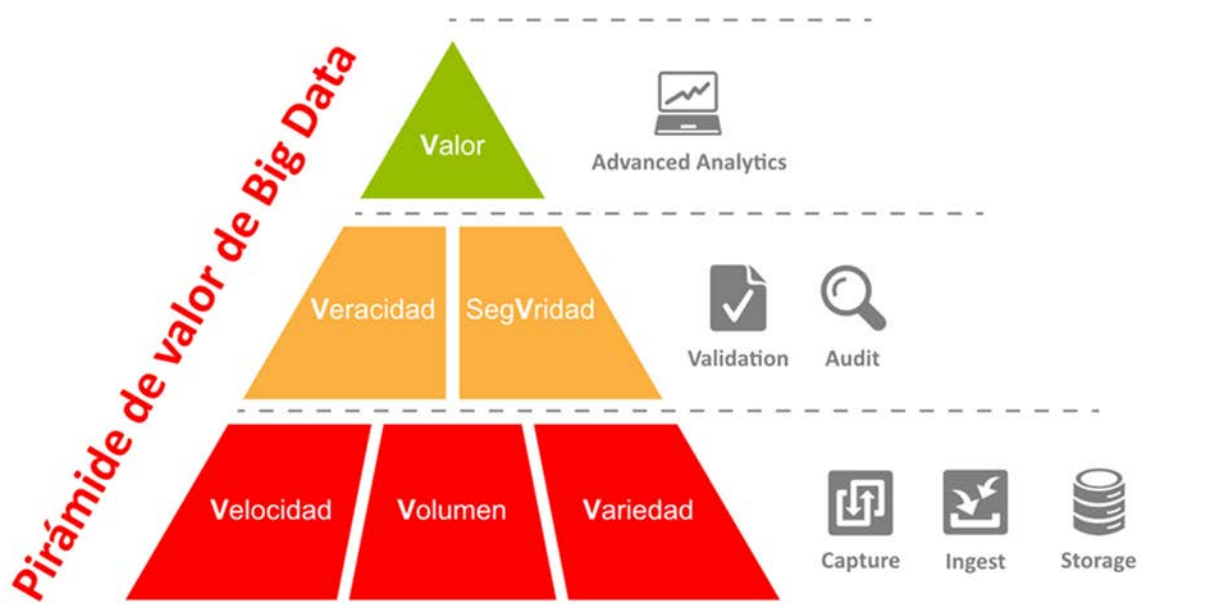 Pirámide de valor de Big Data
Valor
Advanced Analytics
Veracidad
SegVridad
Validation
Audit
Velocidad
Volumen
Variedad
Capture
Ingest
Storage